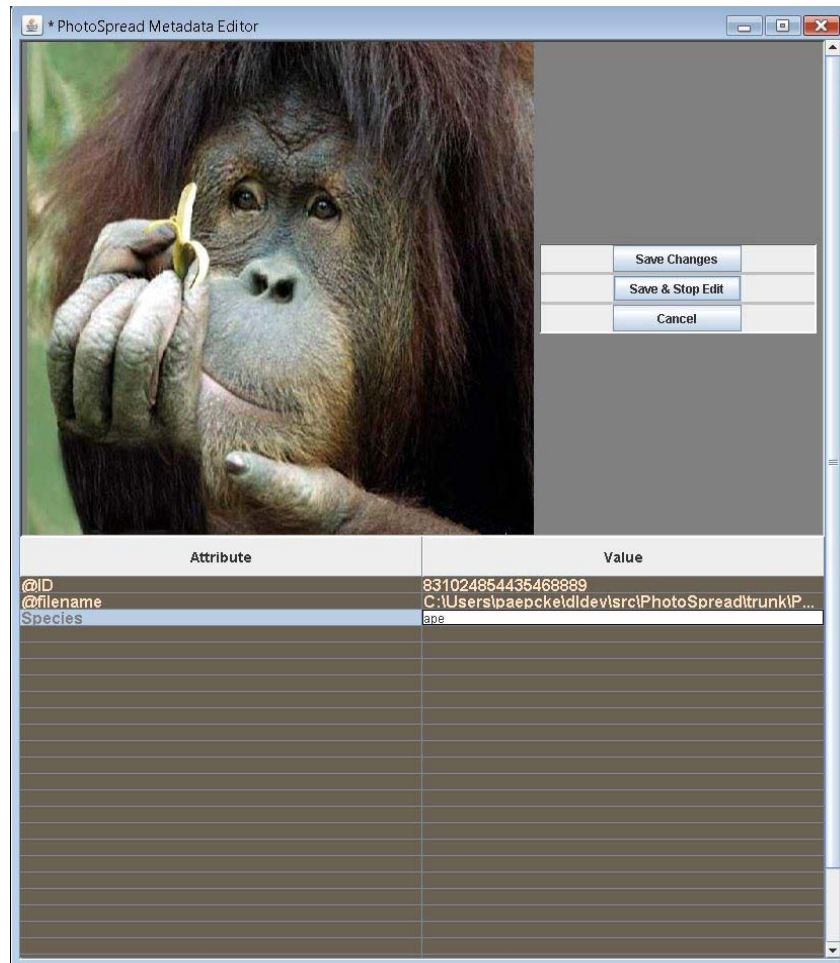 * PhotoSpread Metadata Editor
Save Changes
Save & Stop Edit
Cancel
Attribute Value
@ID 831024854435468889
@filename C:\Users\paepcke\dldev\src\PhotoSpread\trunk\P...
Species ape